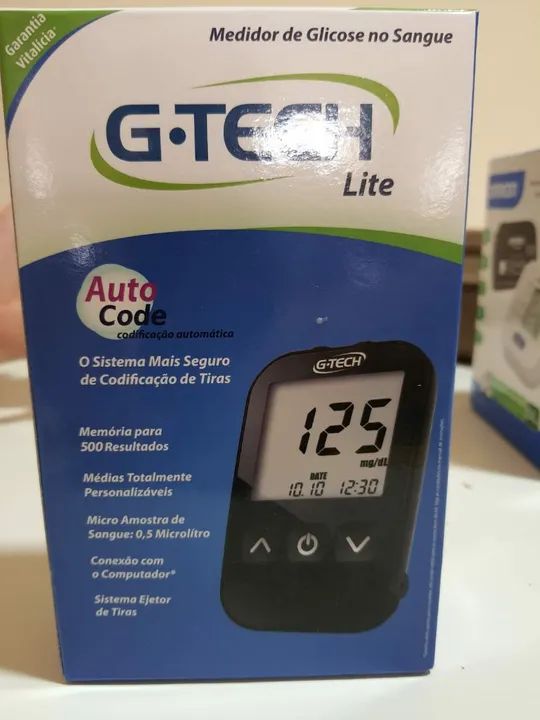 Garantia
Vitalícia*
Medidor de Glicose no Sangue
G·TECH
Lite
Auto
Code
codificação automática
O Sistema Mais Seguro
de Codificação de Tiras
Memória para
500 Resultados
Médias Totalmente
Personalizáveis
Micro Amostra de
Sangue: 0,5 Microlítro
Conexão com
o Computador*
Sistema Ejetor
de Tiras
G·TECH
125
mg/dL
DATE
10.10 12:30